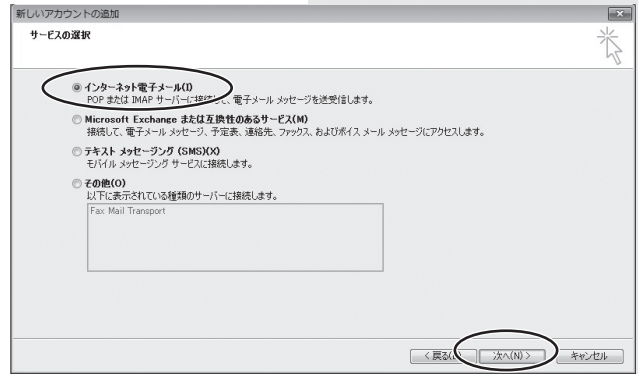 新しいアカウントの追加
サービスの選択
インターネット電子メール(I)
POP または IMAP サーバーに接続して、電子メール メッセージを送受信します。
Microsoft Exchange または互換性のあるサービス(M)
接続して、電子メール メッセージ、予定表、連絡先、ファックス、およびボイス メール メッセージにアクセスします。
テキスト メッセージング (SMS)(X)
モバイル メッセージング サービスに接続します。
その他(O)
以下に表示されている種類のサーバーに接続します。
Fax Mail Transport
< 戻る( 次へ(N) > キャンセル